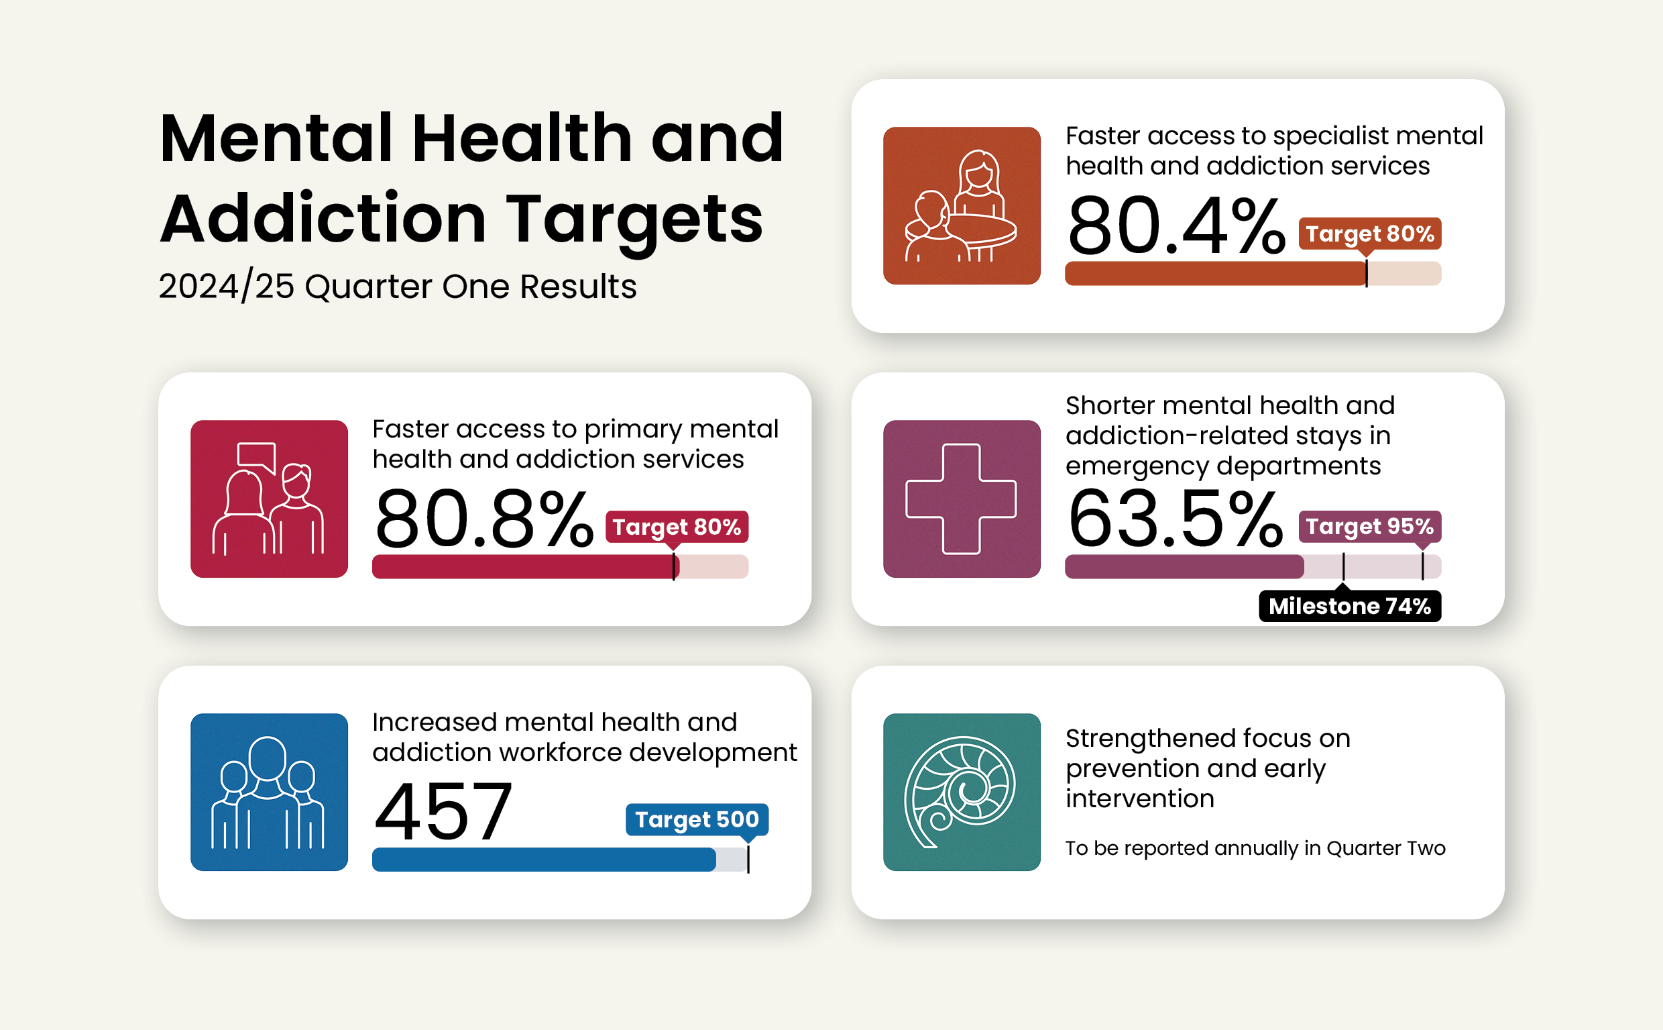 Mental Health and
Addiction Targets
2024/25 Quarter One Results
Faster access to specialist mental
health and addiction services
80.4%
Target 80%
Faster access to primary mental
health and addiction services
80.8%
Target 80%
Shorter mental health and
addiction-related stays in
emergency departments
63.5%
Target 95%
Milestone 74%
Increased mental health and
addiction workforce development
457
Target 500
Strengthened focus on
prevention and early
intervention
To be reported annually in Quarter Two